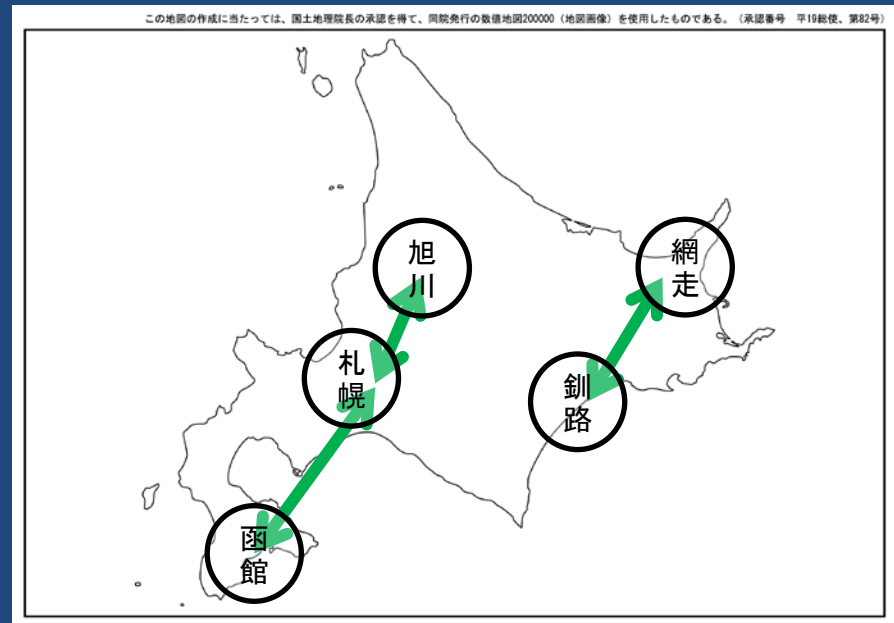 この地図の作成に当たっては、国土地理院長の承認を得て、同院発行の数値地図200000（地図画像）を使用したものである。（承認番号　平19総使、第82号）
旭川
網走
札幌
釧路
函館